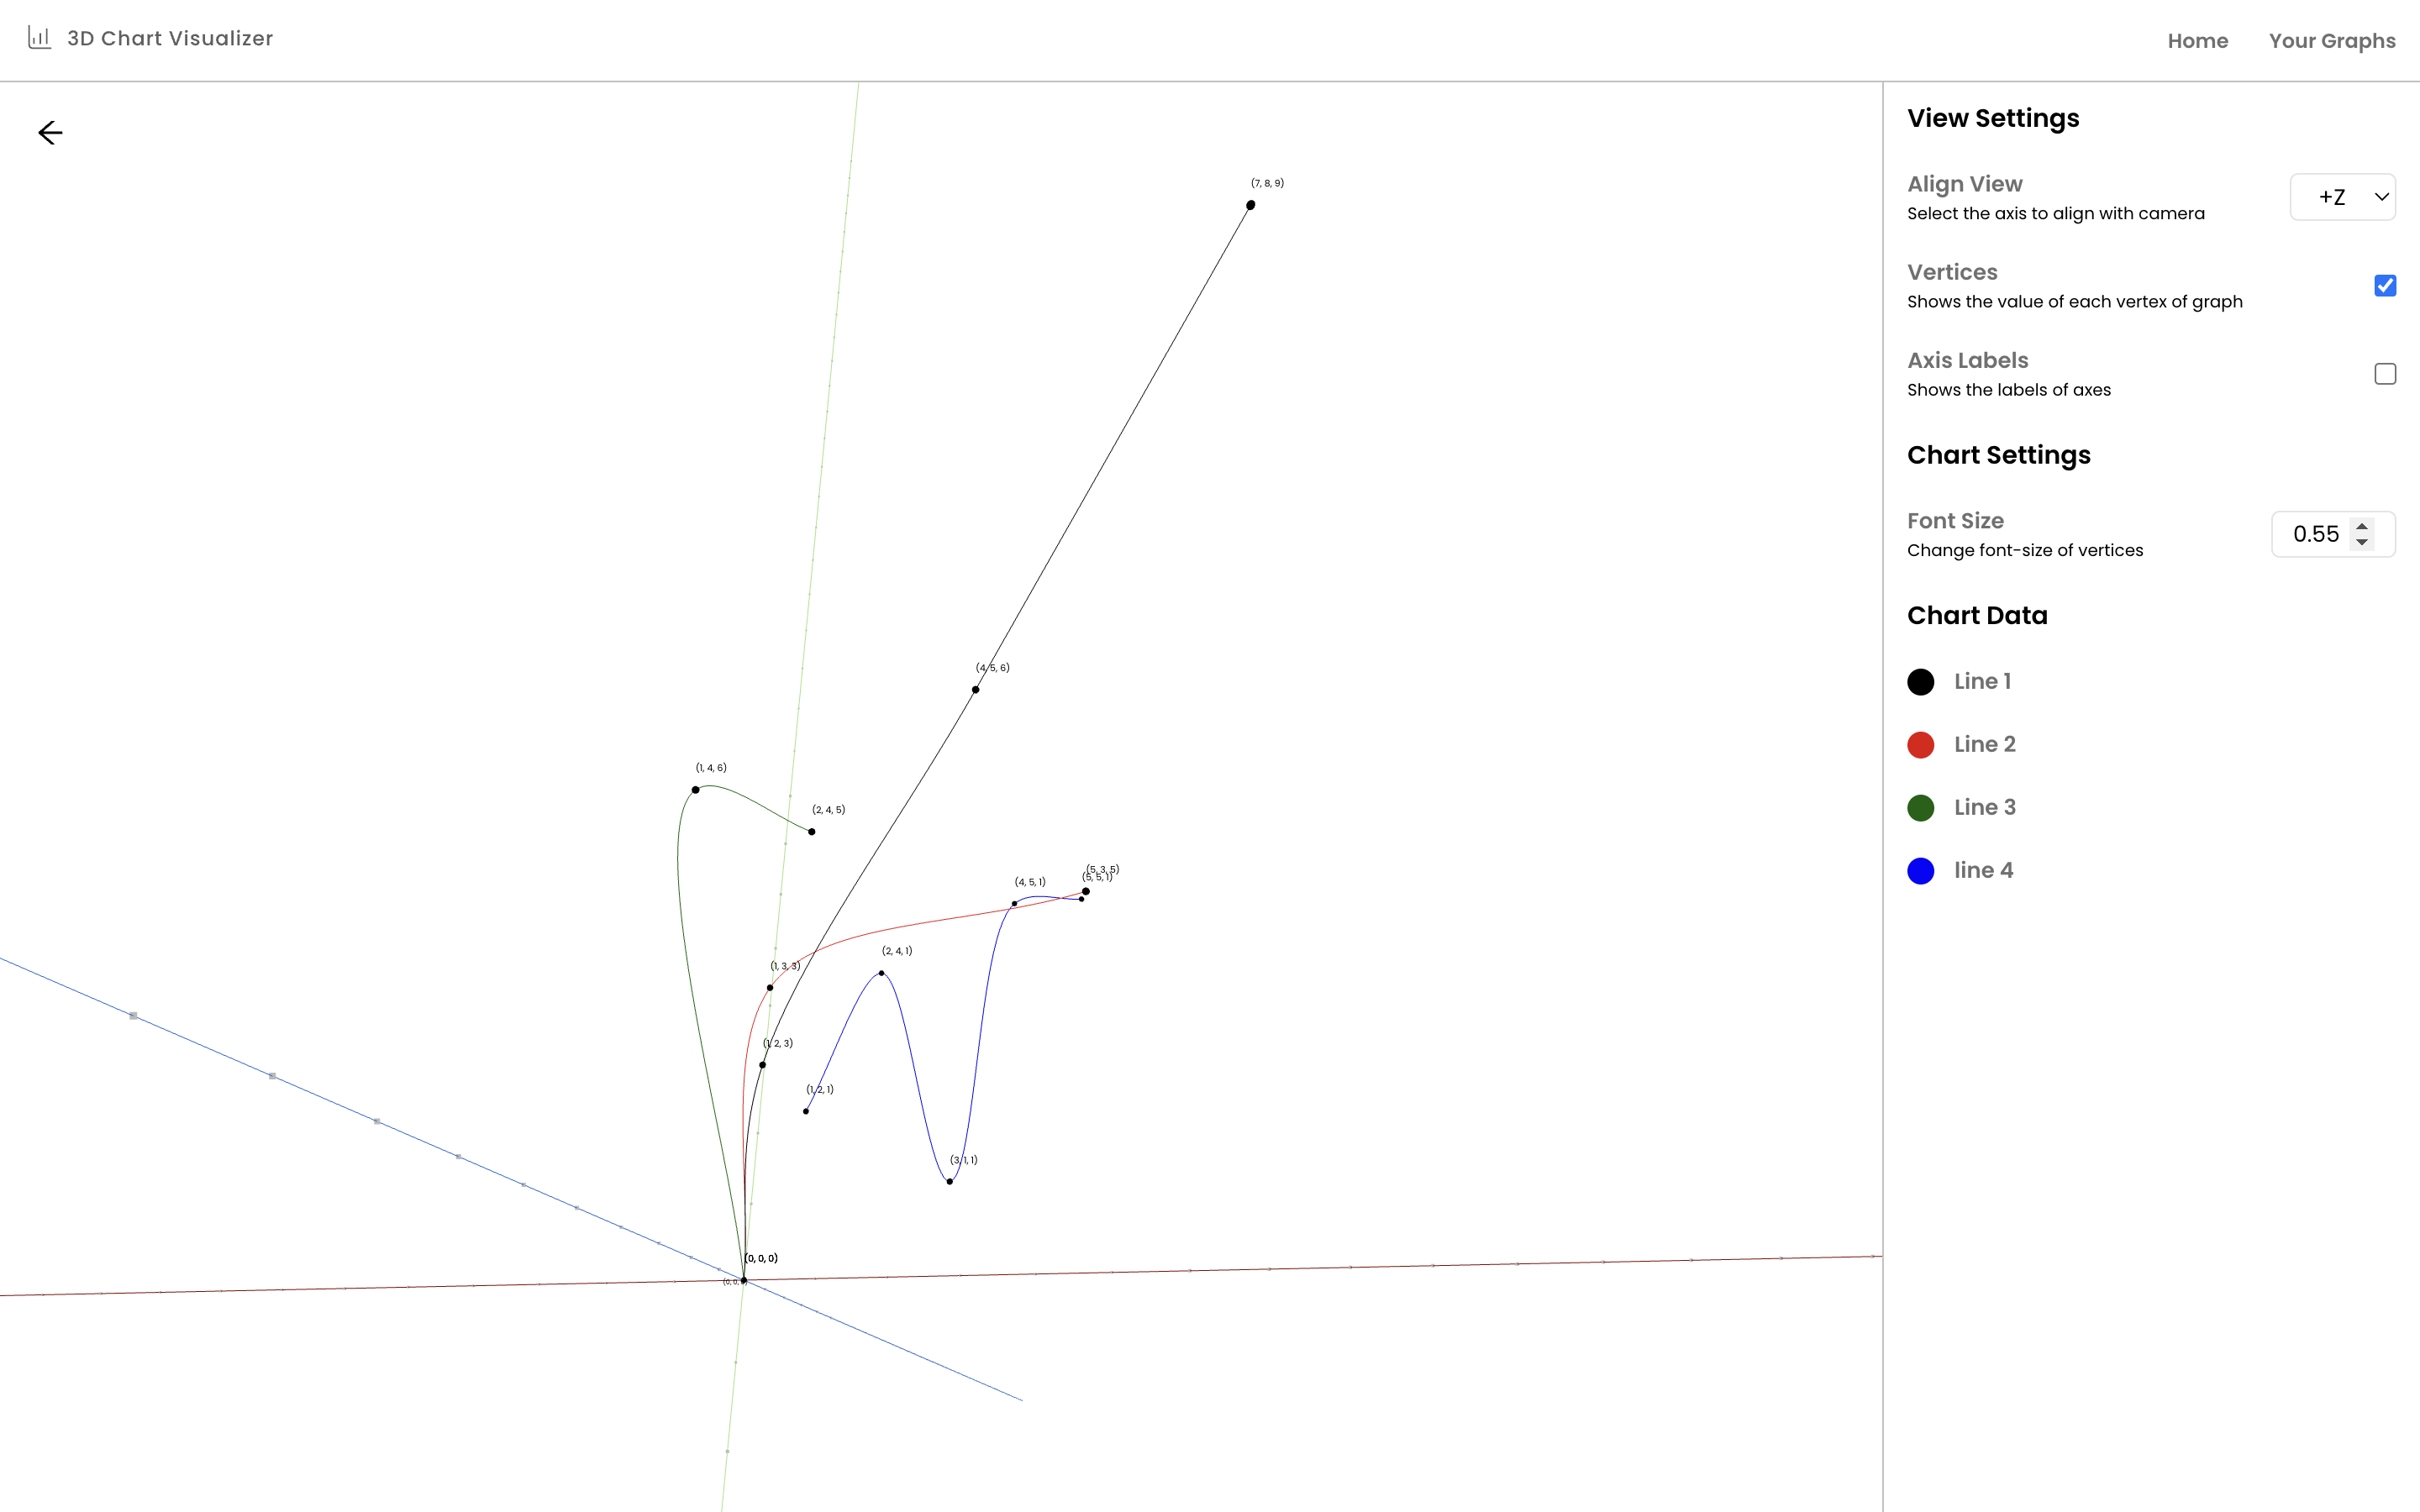 3D Chart Visualizer
Home
Your Graphs
(7, 8, 9)
(4, 5, 6)
(1, 4, 6)
(2, 4, 5)
(5, 3, 5)
(5, 5, 1)
(4, 5, 1)
(2, 4, 1)
(1, 3, 3)
(1, 2, 3)
(1, 2, 1)
(3, 1, 1)
(0, 0, 0)
View Settings
Align View
+Z
Select the axis to align with camera
Vertices
Shows the value of each vertex of graph
Axis Labels
Shows the labels of axes
Chart Settings
Font Size
0.55
Change font-size of vertices
Chart Data
Line 1
Line 2
Line 3
line 4